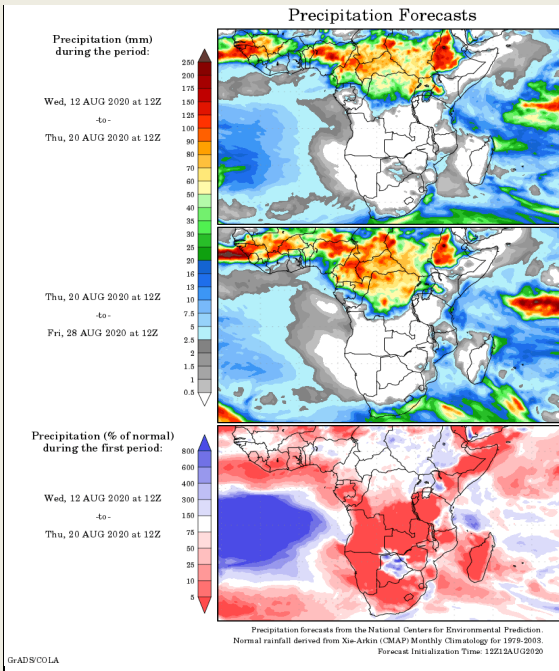 Precipitation Forecasts
Precipitation (mm)
during the period:
Wed, 12 AUG 2020 at 12Z
-to-
Thu, 20 AUG 2020 at 12Z
250
200
175
150
125
100
90
80
70
60
50
40
35
30
25
20
16
13
10
7.5
5
2.5
2
1.5
1
0.5
Thu, 20 AUG 2020 at 12Z
-to-
Fri, 28 AUG 2020 at 12Z
Precipitation (% of normal)
during the first period:
Wed, 12 AUG 2020 at 12Z
-to-
Thu, 20 AUG 2020 at 12Z
800
600
400
300
150
75
50
25
10
5
Precipitation forecasts from the National Centers for Environmental Prediction.
Normal rainfall derived from Xie-Arkin (CMAP) Monthly Climatology for 1979-2003.
Forecast Initialization Time: 12Z12AUG2020
GrADS/COLA